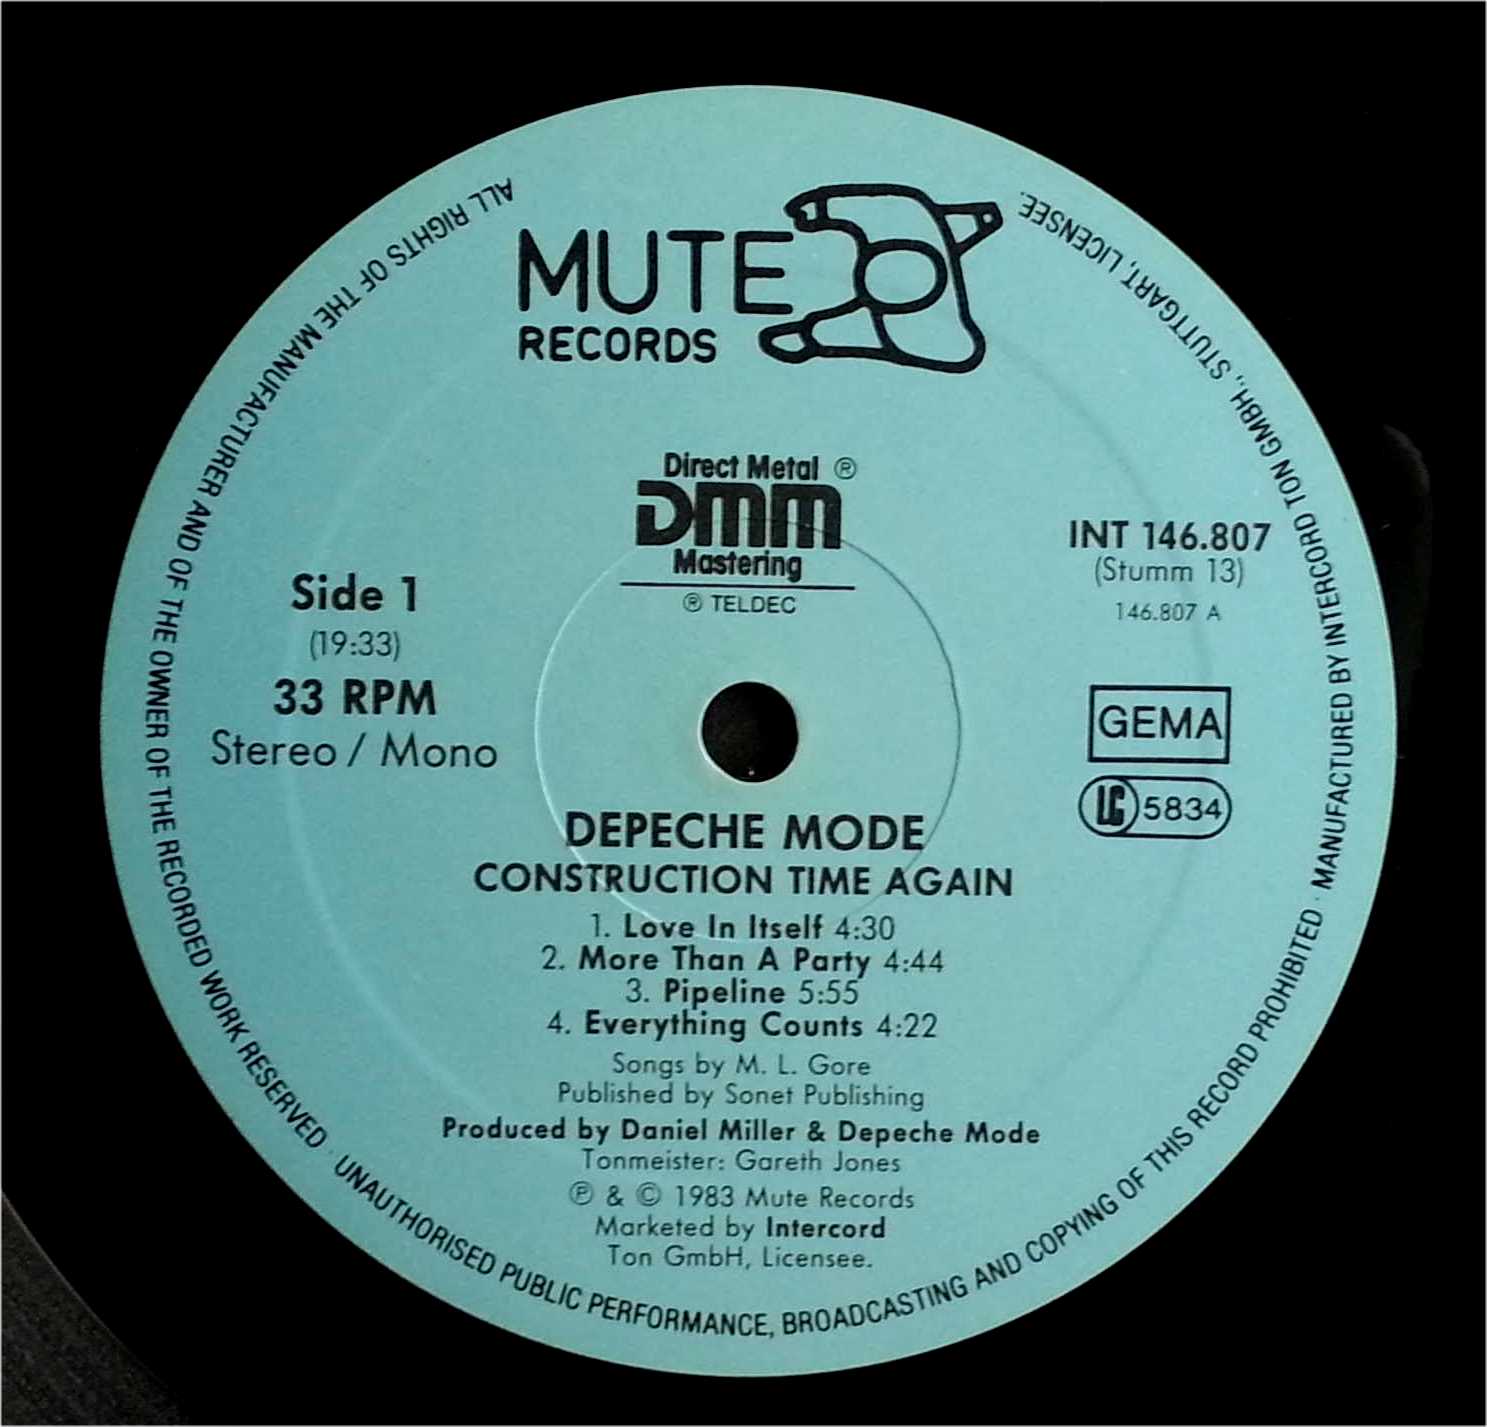 MUTE
RECORDS
Direct Metal ®
DMM
Mastering
® TELDEC
Side 1
(19:33)
33 RPM
Stereo / Mono
INT 146.807
(Stumm 13)
146.807 A
GEMA
LC 5834
DEPECHE MODE
CONSTRUCTION TIME AGAIN
1. Love In Itself 4:30
2. More Than A Party 4:44
3. Pipeline 5:55
4. Everything Counts 4:22
Songs by M. L. Gore
Published by Sonet Publishing
Produced by Daniel Miller & Depeche Mode
Tonmeister: Gareth Jones
℗ & © 1983 Mute Records
Marketed by Intercord
Ton GmbH, Licensee.
ALL RIGHTS OF THE MANUFACTURER AND OF THE OWNER OF THE RECORDED WORK RESERVED · UNAUTHORISED PUBLIC PERFORMANCE, BROADCASTING AND COPYING OF THIS RECORD PROHIBITED · MANUFACTURED BY INTERCORD TON GMBH., STUTTGART, LICENSEE.